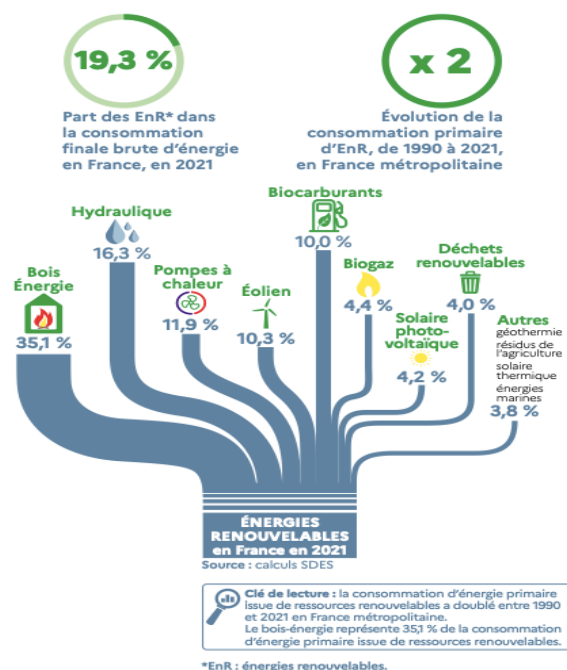 19,3 %
Part des EnR* dans
la consommation
finale brute d'énergie
en France, en 2021
x 2
Évolution de la
consommation primaire
d'EnR, de 1990 à 2021,
en France métropolitaine
Bois
Énergie
35,1 %
Hydraulique
16,3 %
Pompes à
chaleur
11,9 %
Éolien
10,3 %
Biocarburants
10,0 %
Biogaz
4,4 %
Solaire
photo-
voltaïque
4,2 %
Déchets
renouvelables
4,0 %
Autres
géothermie
résidus de
l'agriculture
solaire
thermique
énergies
marines
3,8 %
ÉNERGIES
RENOUVELABLES
en France en 2021
Source : calculs SDES
Clé de lecture : la consommation d'énergie primaire
issue de ressources renouvelables a doublé entre 1990
et 2021 en France métropolitaine.
Le bois-énergie représente 35,1 % de la consommation
d'énergie primaire issue de ressources renouvelables.
*EnR : énergies renouvelables.